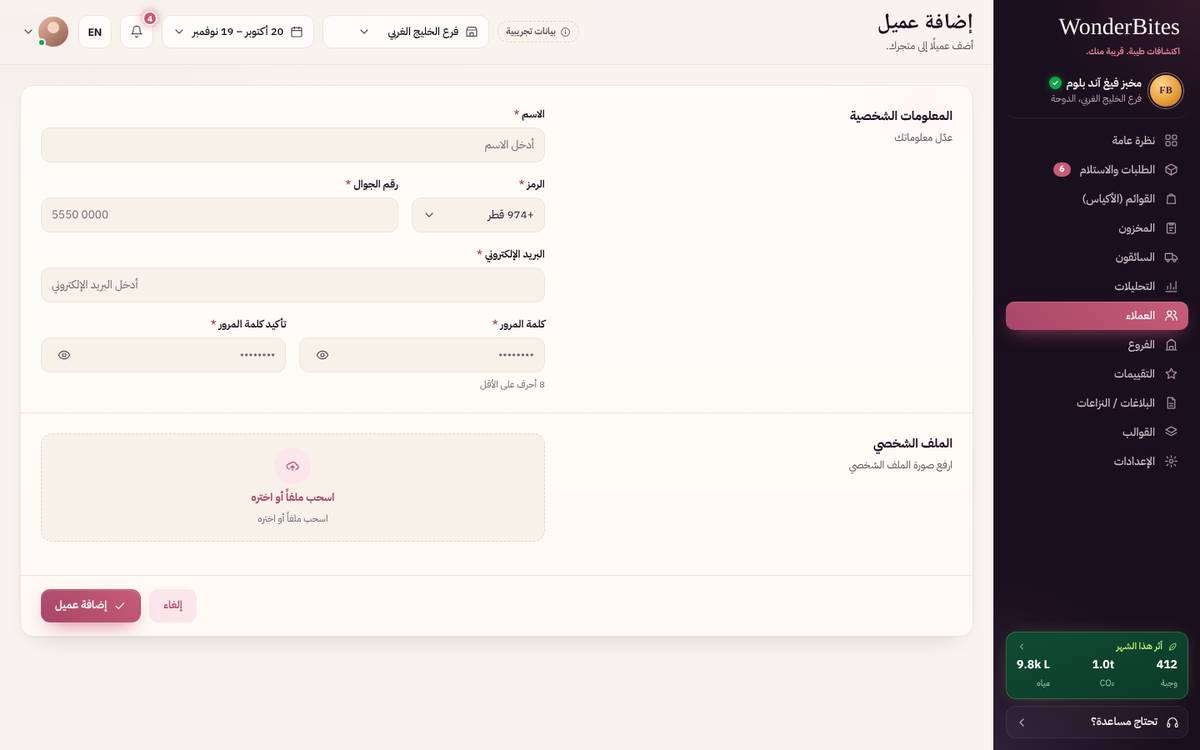 WonderBites
اكتشافات طيبة. قريبة منك.
FB
مخبز فيغ آند بلوم
فرع الخليج الغربي، الدوحة
نظرة عامة
الطلبات والاستلام
6
القوائم (الأكياس)
المخزون
السائقون
التحليلات
العملاء
الفروع
التقييمات
البلاغات / النزاعات
القوالب
الإعدادات
أثر هذا الشهر
412
1.0t
9.8k L
وجبة
CO₂
مياه
تحتاج مساعدة؟
إضافة عميل
أضف عميلًا إلى متجرك.
بيانات تجريبية
فرع الخليج الغربي
20 أكتوبر – 19 نوفمبر
4
EN
المعلومات الشخصية
عدّل معلوماتك
الاسم *
أدخل الاسم
الرمز *
رقم الجوال *
+974 قطر
5550 0000
البريد الإلكتروني *
أدخل البريد الإلكتروني
كلمة المرور *
تأكيد كلمة المرور *
••••••••
••••••••
8 أحرف على الأقل
الملف الشخصي
ارفع صورة الملف الشخصي
اسحب ملفاً أو اختره
اسحب ملفاً أو اختره
إلغاء
إضافة عميل